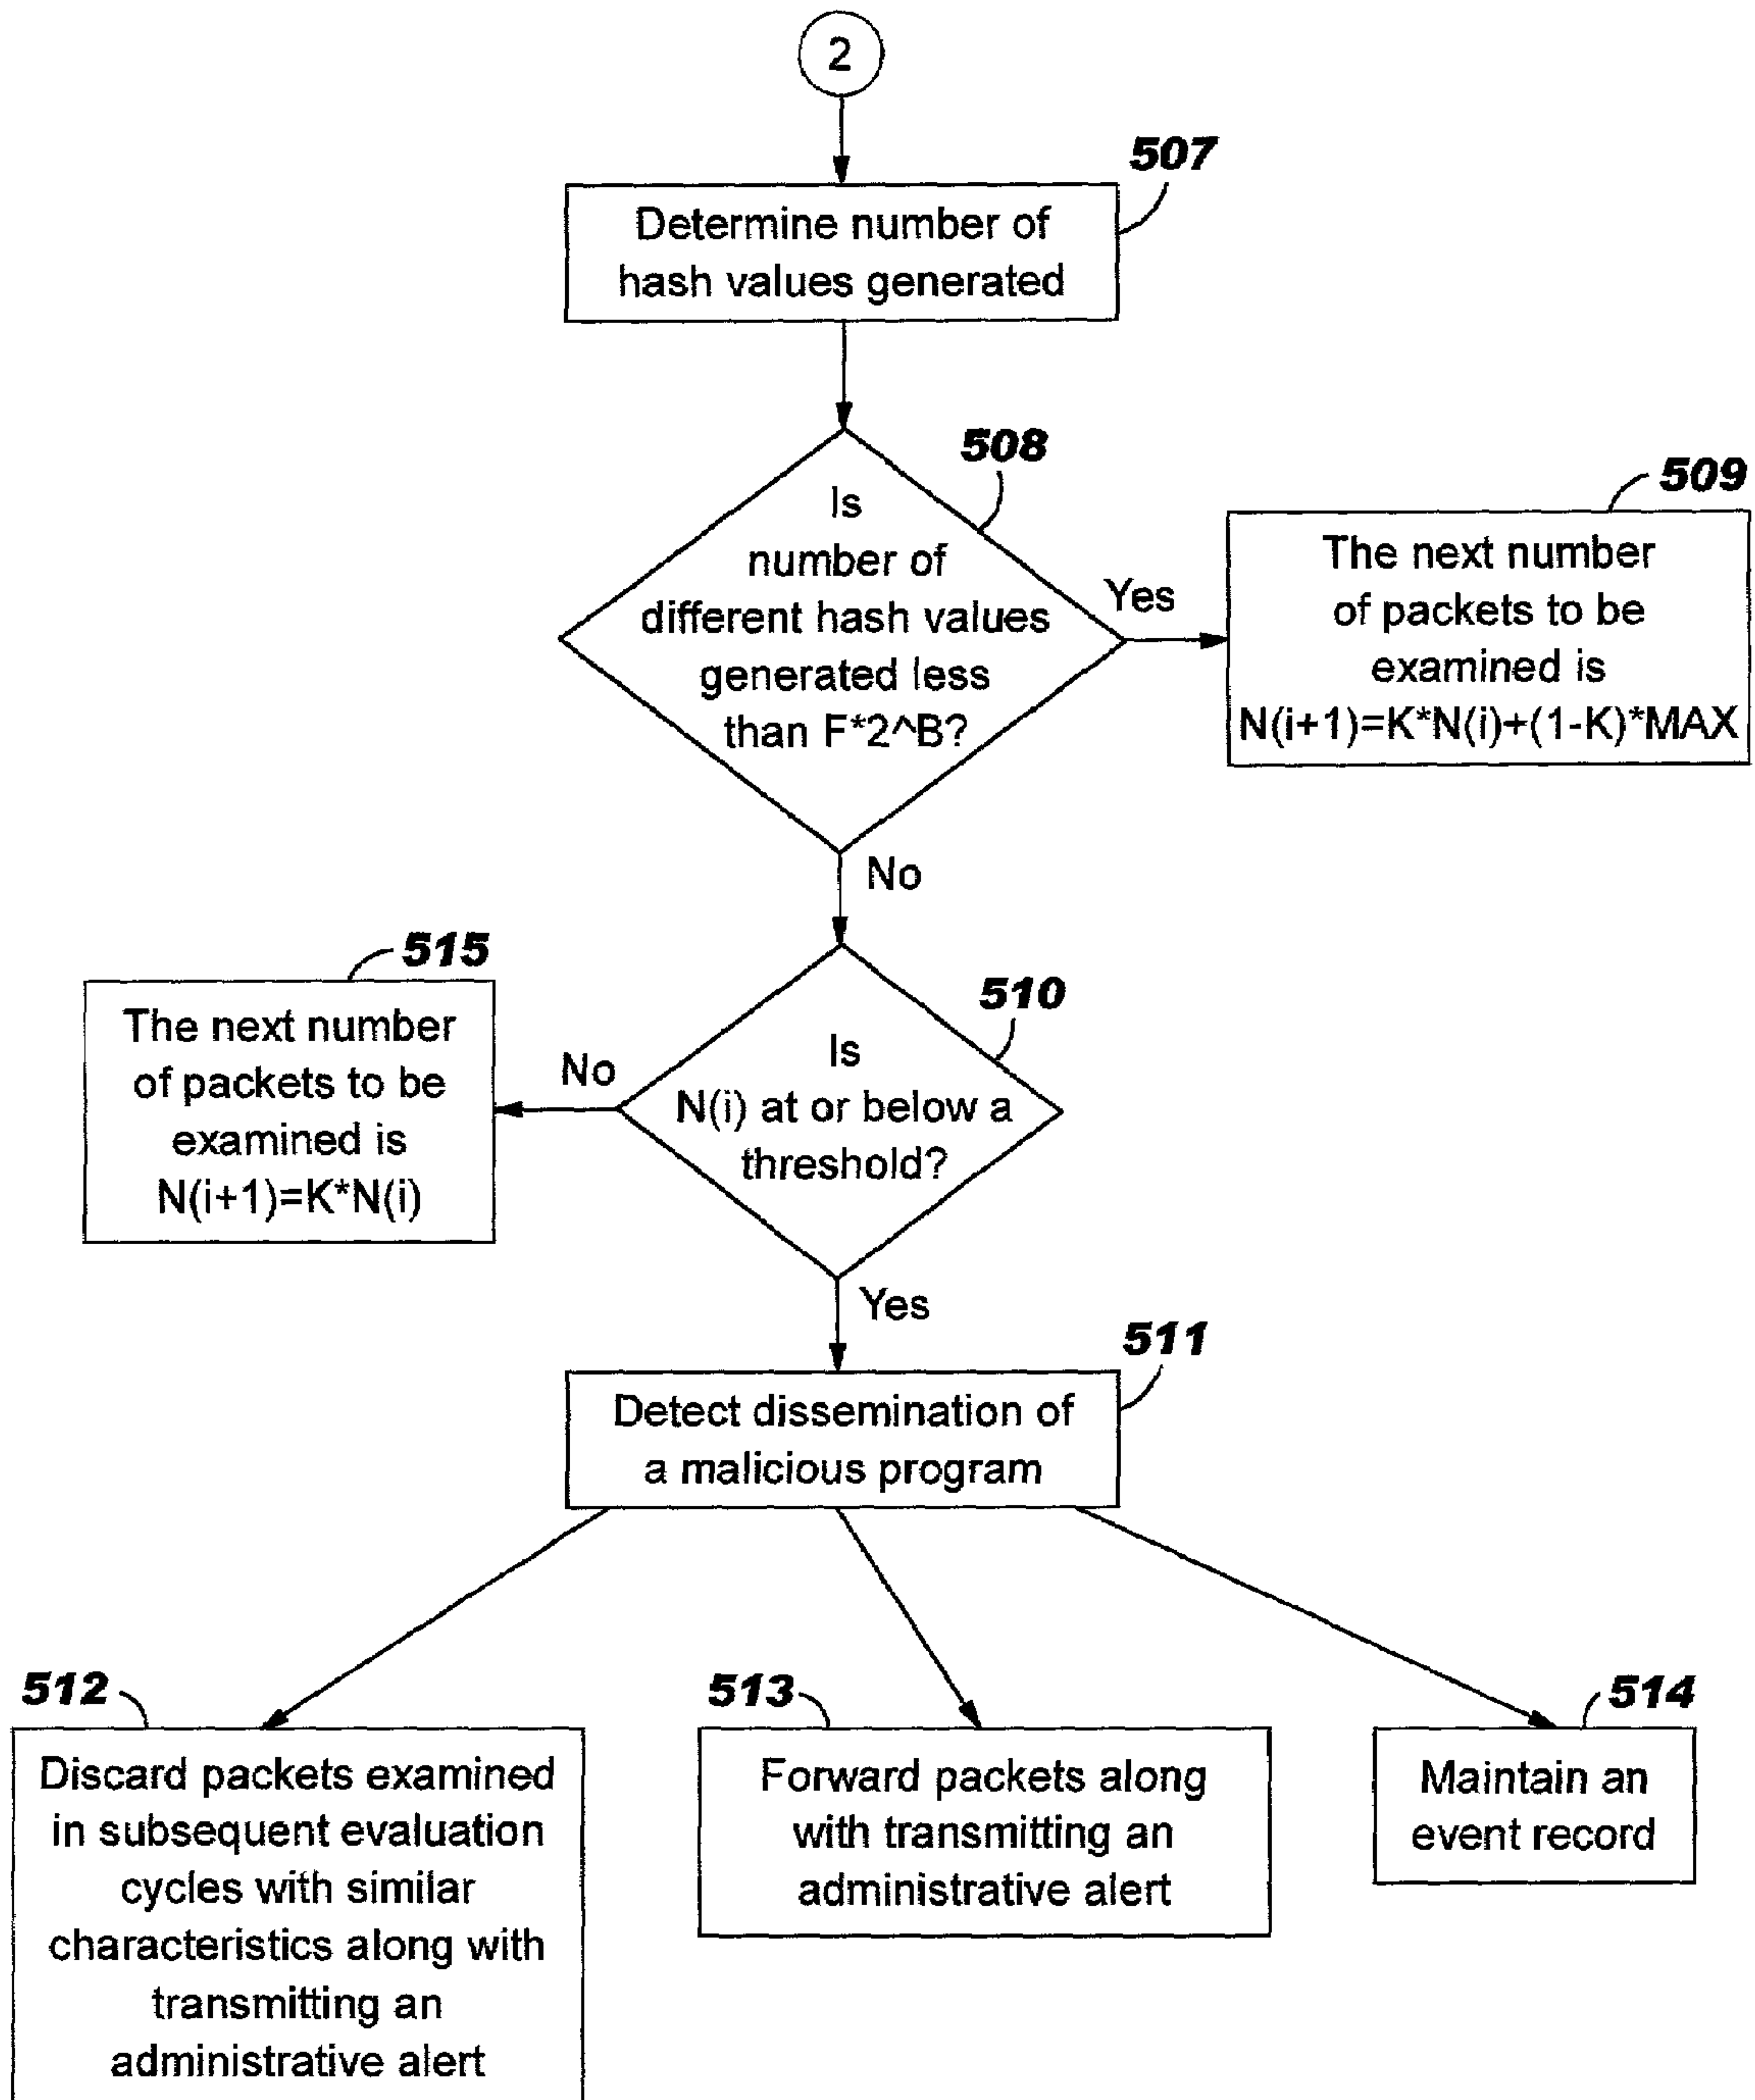 2
507
Determine number of
hash values generated
508
Is
number of
different hash values
generated less
than F*2^B?
Yes
509
The next number
of packets to be
examined is
N(i+1)=K*N(i)+(1-K)*MAX
No
515
The next number
of packets to be
examined is
N(i+1)=K*N(i)
No
510
Is
N(i) at or below a
threshold?
Yes
511
Detect dissemination of
a malicious program
512
Discard packets examined
in subsequent evaluation
cycles with similar
characteristics along with
transmitting an
administrative alert
513
Forward packets along
with transmitting an
administrative alert
514
Maintain an
event record